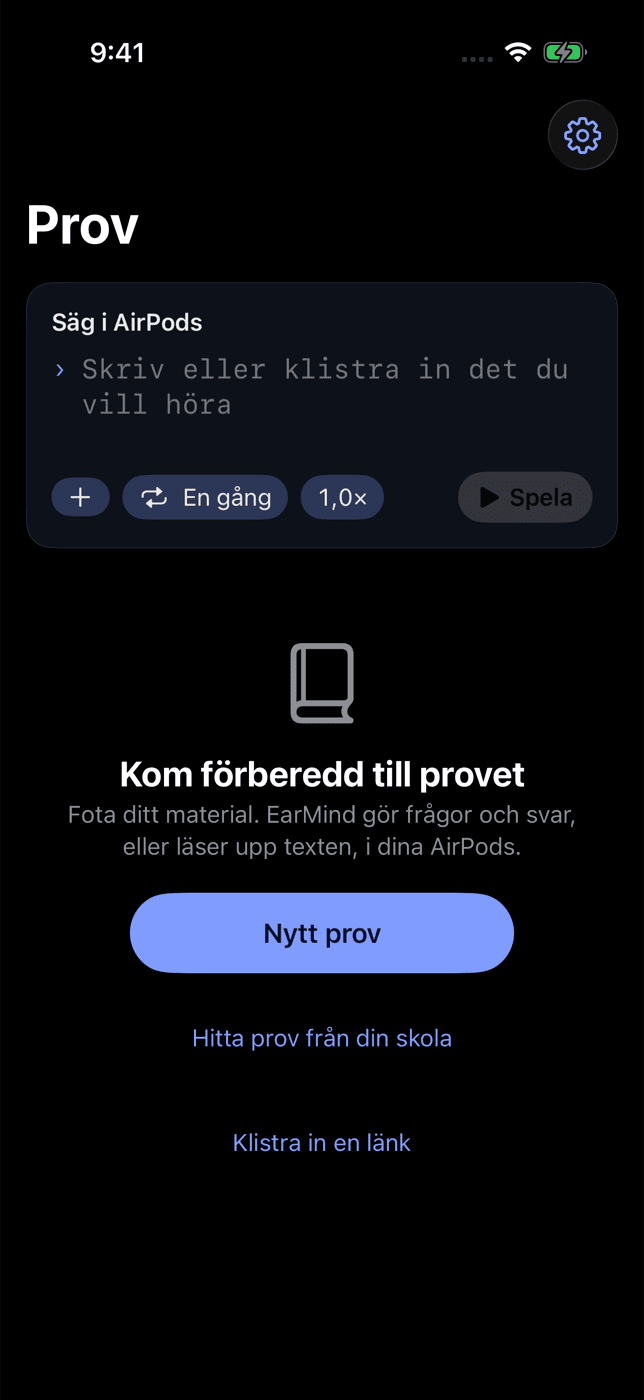 9:41
Prov
Säg i AirPods
› Skriv eller klistra in det du
vill höra
En gång
1,0×
Spela
Kom förberedd till provet
Fota ditt material. EarMind gör frågor och svar,
eller läser upp texten, i dina AirPods.
Nytt prov
Hitta prov från din skola
Klistra in en länk